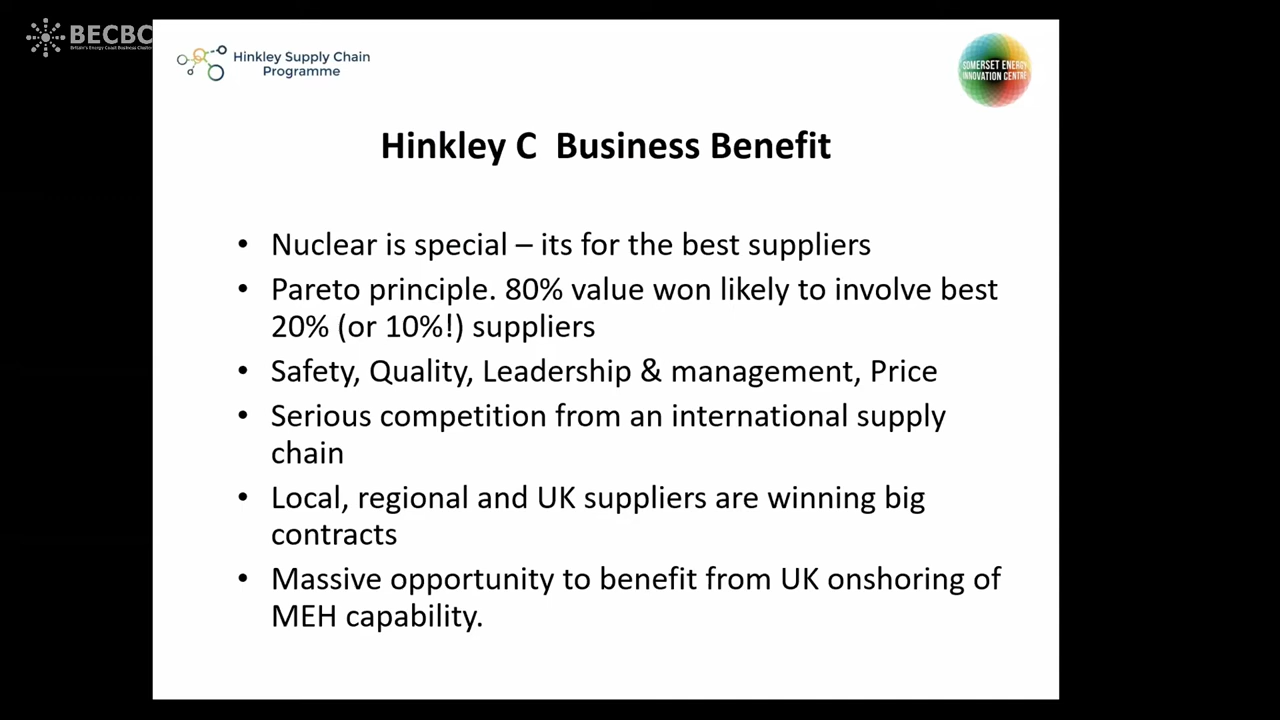 BECBC
Britain's Energy Coast Business Cluster
Hinkley Supply Chain
Programme
SOMERSET ENERGY
INNOVATION CENTRE
Hinkley C  Business Benefit
• Nuclear is special – its for the best suppliers
• Pareto principle. 80% value won likely to involve best
20% (or 10%!) suppliers
• Safety, Quality, Leadership & management, Price
• Serious competition from an international supply
chain
• Local, regional and UK suppliers are winning big
contracts
• Massive opportunity to benefit from UK onshoring of
MEH capability.